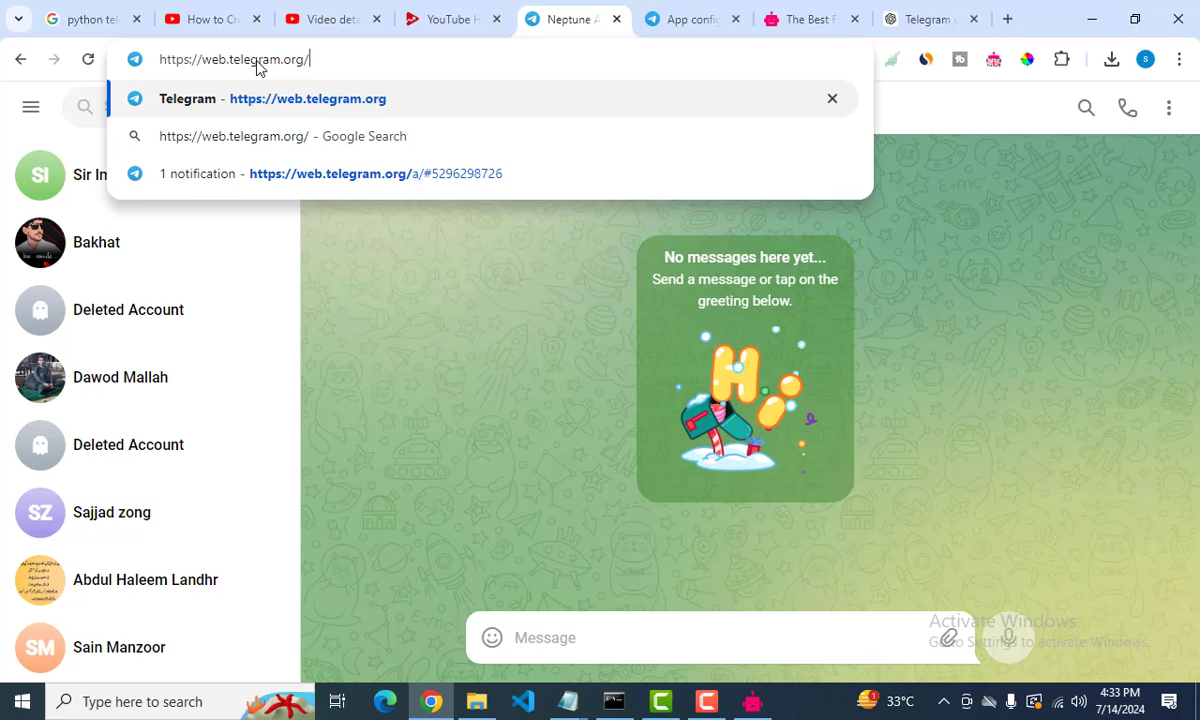 python tel
How to Cr
Video deta
YouTube H
Neptune A
App confi
The Best F
Telegram c
https://web.telegram.org/
Telegram - https://web.telegram.org
https://web.telegram.org/ - Google Search
1 notification - https://web.telegram.org/a/#5296298726
S
SI
Sir Im
Bakhat
Deleted Account
Dawod Mallah
Deleted Account
SZ
Sajjad zong
Abdul Haleem Landhr
SM
Sain Manzoor
No messages here yet...
Send a message or tap on the
greeting below.
Hi
Message
Activate Windows
Go to Settings to activate Windows.
Type here to search
1
33°C
4:33 PM
7/14/2024